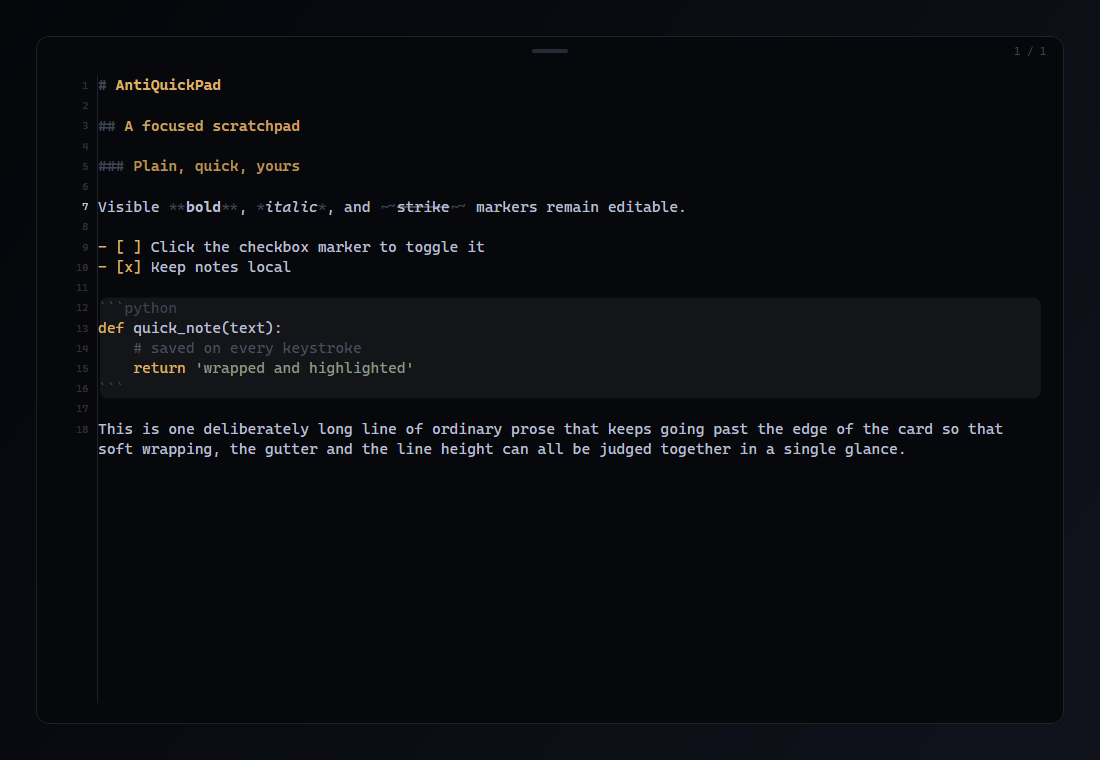 1 / 1
1 # AntiQuickPad
2
3 ## A focused scratchpad
4
5 ### Plain, quick, yours
6
7 Visible **bold**, *italic*, and ~~strike~~ markers remain editable.
8
9 - [ ] Click the checkbox marker to toggle it
10 - [x] Keep notes local
11
12 ```python
13 def quick_note(text):
14     # saved on every keystroke
15     return 'wrapped and highlighted'
16 ```
17
18 This is one deliberately long line of ordinary prose that keeps going past the edge of the card so that
soft wrapping, the gutter and the line height can all be judged together in a single glance.